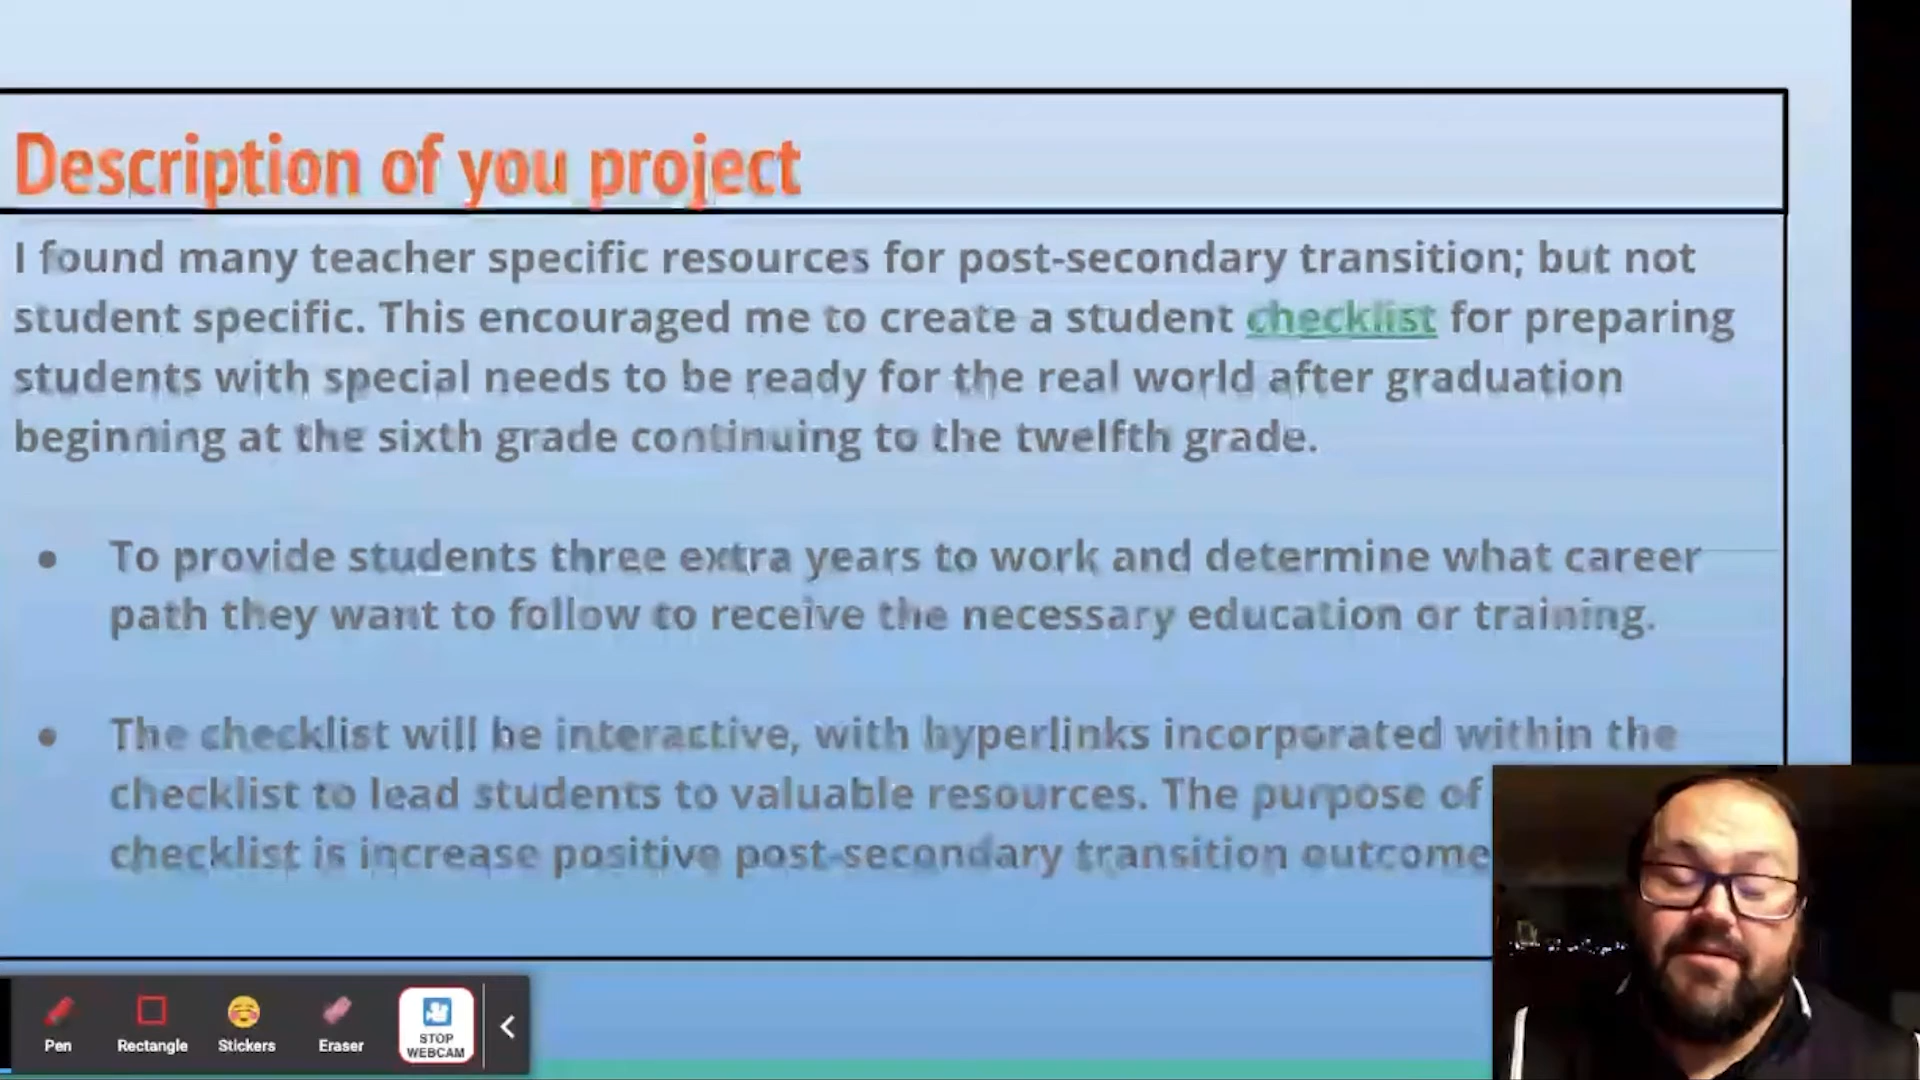 Description of you project
I found many teacher specific resources for post-secondary transition; but not
student specific. This encouraged me to create a student checklist for preparing
students with special needs to be ready for the real world after graduation
beginning at the sixth grade continuing to the twelfth grade.
• To provide students three extra years to work and determine what career
path they want to follow to receive the necessary education or training.
• The checklist will be interactive, with hyperlinks incorporated within the
checklist to lead students to valuable resources. The purpose of
checklist is increase positive post-secondary transition outcome
Pen
Rectangle
Stickers
Eraser
STOP
WEBCAM